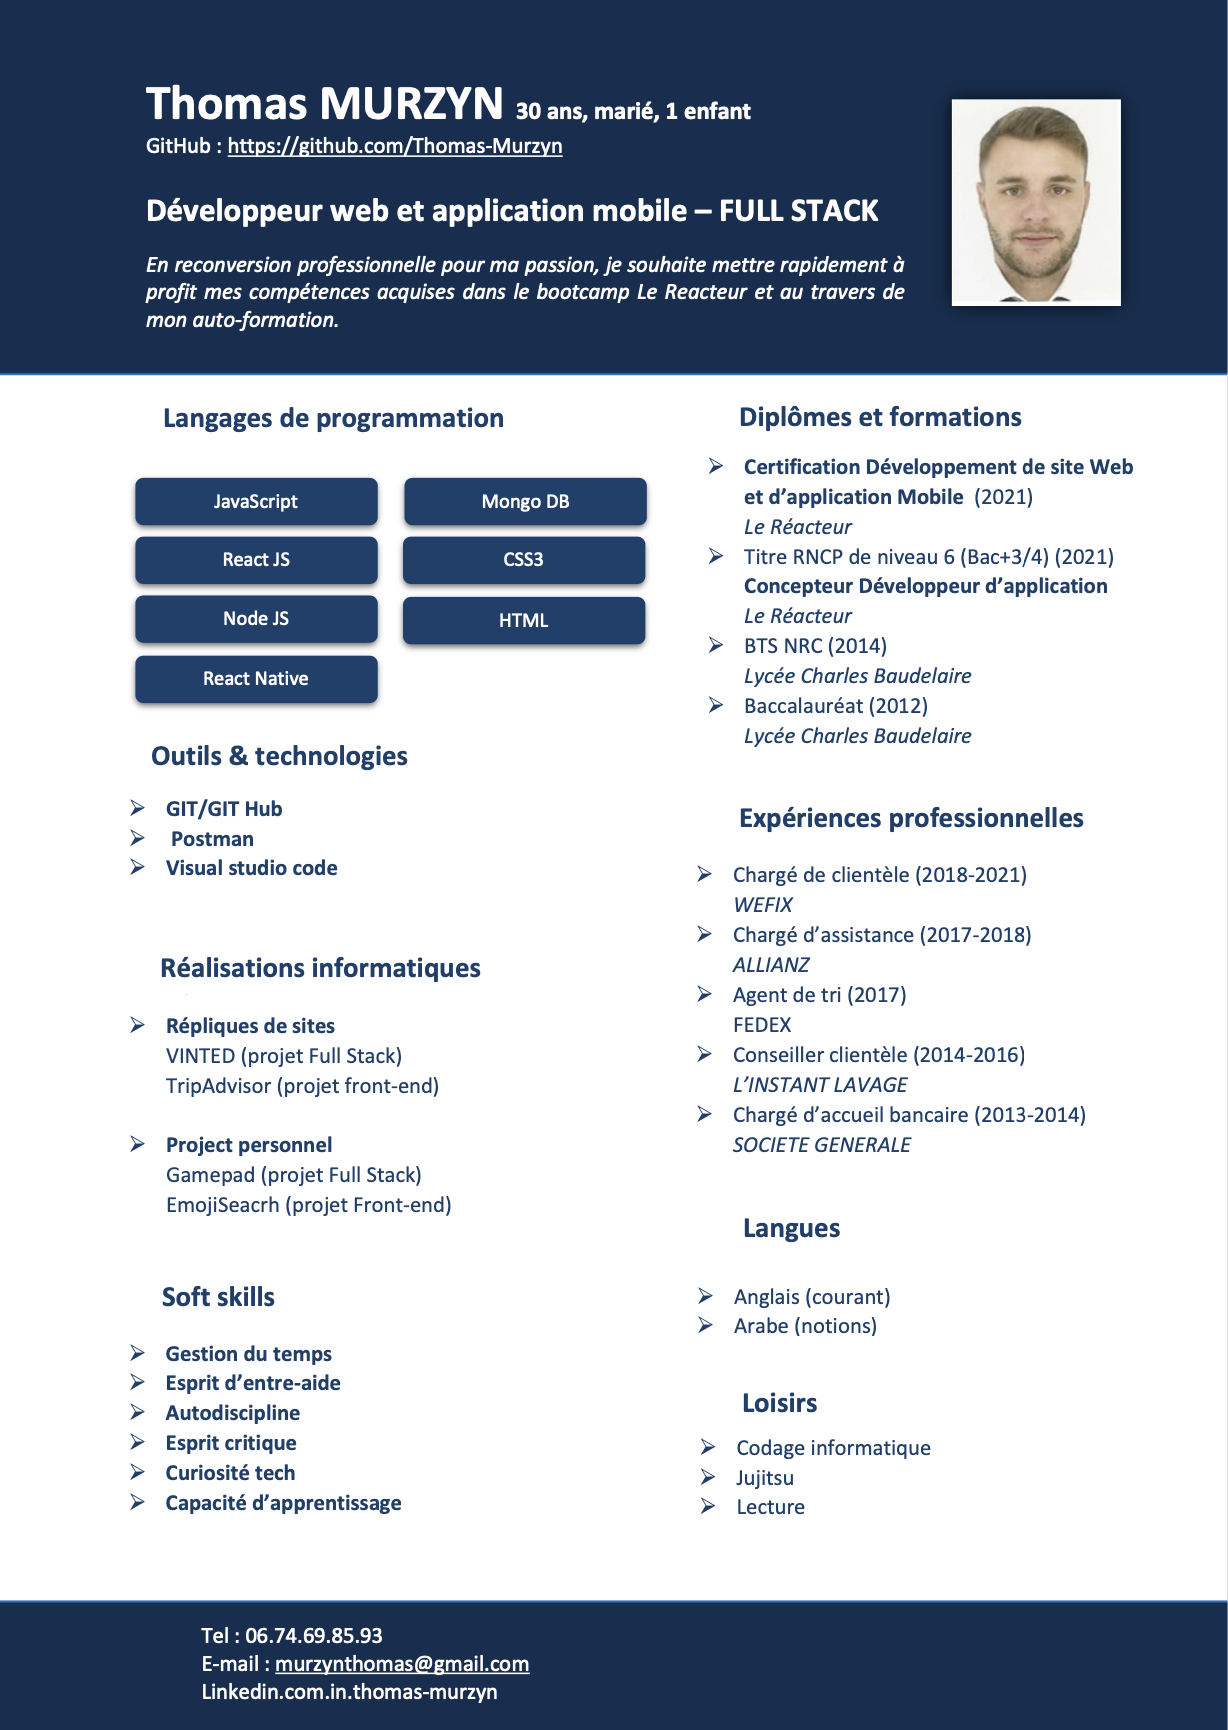 Thomas MURZYN 30 ans, marié, 1 enfant
GitHub : https://github.com/Thomas-Murzyn
Développeur web et application mobile – FULL STACK
En reconversion professionnelle pour ma passion, je souhaite mettre rapidement à
profit mes compétences acquises dans le bootcamp Le Reacteur et au travers de
mon auto-formation.
Langages de programmation
JavaScript
Mongo DB
React JS
CSS3
Node JS
HTML
React Native
Outils & technologies
GIT/GIT Hub
Postman
Visual studio code
Réalisations informatiques
Répliques de sites
VINTED (projet Full Stack)
TripAdvisor (projet front-end)
Project personnel
Gamepad (projet Full Stack)
EmojiSeacrh (projet Front-end)
Soft skills
Gestion du temps
Esprit d’entre-aide
Autodiscipline
Esprit critique
Curiosité tech
Capacité d’apprentissage
Diplômes et formations
Certification Développement de site Web
et d’application Mobile (2021)
Le Réacteur
Titre RNCP de niveau 6 (Bac+3/4) (2021)
Concepteur Développeur d’application
Le Réacteur
BTS NRC (2014)
Lycée Charles Baudelaire
Baccalauréat (2012)
Lycée Charles Baudelaire
Expériences professionnelles
Chargé de clientèle (2018-2021)
WEFIX
Chargé d’assistance (2017-2018)
ALLIANZ
Agent de tri (2017)
FEDEX
Conseiller clientèle (2014-2016)
L’INSTANT LAVAGE
Chargé d’accueil bancaire (2013-2014)
SOCIETE GENERALE
Langues
Anglais (courant)
Arabe (notions)
Loisirs
Codage informatique
Jujitsu
Lecture
Tel : 06.74.69.85.93
E-mail : murzynthomas@gmail.com
Linkedin.com.in.thomas-murzyn